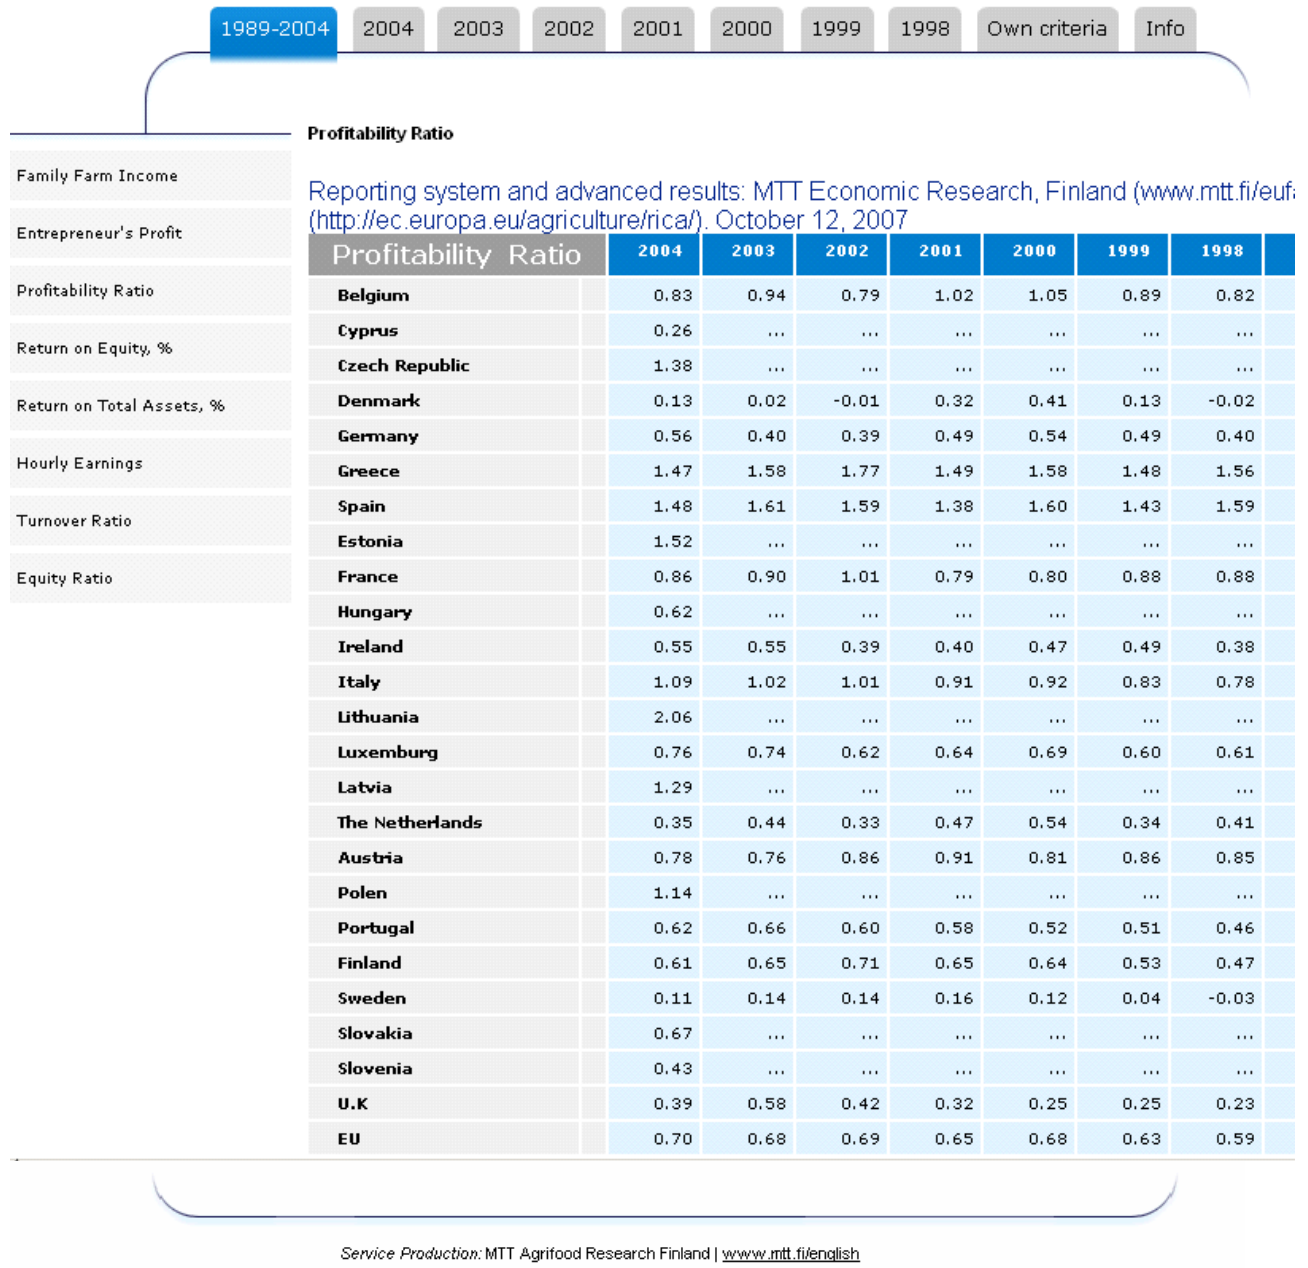 1989-2004 2004 2003 2002 2001 2000 1999 1998 Own criteria Info
Profitability Ratio
Family Farm Income
Entrepreneur's Profit
Profitability Ratio
Return on Equity, %
Return on Total Assets, %
Hourly Earnings
Turnover Ratio
Equity Ratio
Reporting system and advanced results: MTT Economic Research, Finland (www.mtt.fi/eufa
(http://ec.europa.eu/agriculture/rica/). October 12, 2007
Profitability Ratio 2004 2003 2002 2001 2000 1999 1998
Belgium 0.83 0.94 0.79 1.02 1.05 0.89 0.82
Cyprus 0.26 ... ... ... ... ... ...
Czech Republic 1.38 ... ... ... ... ... ...
Denmark 0.13 0.02 -0.01 0.32 0.41 0.13 -0.02
Germany 0.56 0.40 0.39 0.49 0.54 0.49 0.40
Greece 1.47 1.58 1.77 1.49 1.58 1.48 1.56
Spain 1.48 1.61 1.59 1.38 1.60 1.43 1.59
Estonia 1.52 ... ... ... ... ... ...
France 0.86 0.90 1.01 0.79 0.80 0.88 0.88
Hungary 0.62 ... ... ... ... ... ...
Ireland 0.55 0.55 0.39 0.40 0.47 0.49 0.38
Italy 1.09 1.02 1.01 0.91 0.92 0.83 0.78
Lithuania 2.06 ... ... ... ... ... ...
Luxemburg 0.76 0.74 0.62 0.64 0.69 0.60 0.61
Latvia 1.29 ... ... ... ... ... ...
The Netherlands 0.35 0.44 0.33 0.47 0.54 0.34 0.41
Austria 0.78 0.76 0.86 0.91 0.81 0.86 0.85
Polen 1.14 ... ... ... ... ... ...
Portugal 0.62 0.66 0.60 0.58 0.52 0.51 0.46
Finland 0.61 0.65 0.71 0.65 0.64 0.53 0.47
Sweden 0.11 0.14 0.14 0.16 0.12 0.04 -0.03
Slovakia 0.67 ... ... ... ... ... ...
Slovenia 0.43 ... ... ... ... ... ...
U.K 0.39 0.58 0.42 0.32 0.25 0.25 0.23
EU 0.70 0.68 0.69 0.65 0.68 0.63 0.59
Service Production: MTT Agrifood Research Finland | www.mtt.fi/english